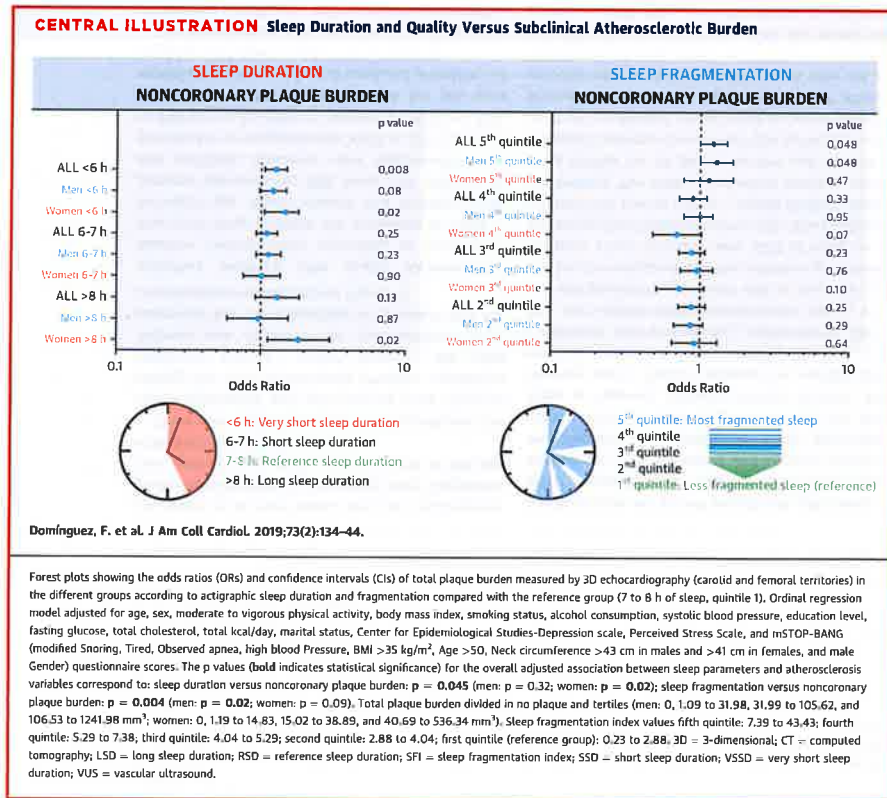 CENTRAL ILLUSTRATION Sleep Duration and Quality Versus Subclinical Atherosclerotic Burden
SLEEP DURATION
NONCORONARY PLAQUE BURDEN
p value
ALL <6 h 0,008
Men <6 h 0,08
Women <6 h 0,02
ALL 6-7 h 0,25
Men 6-7 h 0,23
Women 6-7 h 0,90
ALL >8 h 0,13
Men >8 h 0,87
Women >8 h 0,02
0.1 1 10
Odds Ratio
<6 h: Very short sleep duration
6-7 h: Short sleep duration
7-8 h: Reference sleep duration
>8 h: Long sleep duration
SLEEP FRAGMENTATION
NONCORONARY PLAQUE BURDEN
p value
ALL 5th quintile 0,048
Men 5th quintile 0,048
Women 5th quintile 0,47
ALL 4th quintile 0,33
Men 4th quintile 0,95
Women 4th quintile 0,07
ALL 3rd quintile 0,23
Men 3rd quintile 0,76
Women 3rd quintile 0,10
ALL 2nd quintile 0,25
Men 2nd quintile 0,29
Women 2nd quintile 0,64
0.1 1 10
Odds Ratio
5th quintile: Most fragmented sleep
4th quintile
3rd quintile
2nd quintile
1st quintile: Less fragmented sleep (reference)
Domínguez, F. et al. J Am Coll Cardiol. 2019;73(2):134–44.
Forest plots showing the odds ratios (ORs) and confidence intervals (CIs) of total plaque burden measured by 3D echocardiography (carotid and femoral territories) in
the different groups according to actigraphic sleep duration and fragmentation compared with the reference group (7 to 8 h of sleep, quintile 1). Ordinal regression
model adjusted for age, sex, moderate to vigorous physical activity, body mass index, smoking status, alcohol consumption, systolic blood pressure, education level,
fasting glucose, total cholesterol, total kcal/day, marital status, Center for Epidemiological Studies-Depression scale, Perceived Stress Scale, and mSTOP-BANG
(modified Snoring, Tired, Observed apnea, high blood Pressure, BMI >35 kg/m², Age >50, Neck circumference >43 cm in males and >41 cm in females, and male
Gender) questionnaire scores. The p values (bold indicates statistical significance) for the overall adjusted association between sleep parameters and atherosclerosis
variables correspond to: sleep duration versus noncoronary plaque burden: p = 0.045 (men: p = 0.32; women: p = 0.02); sleep fragmentation versus noncoronary
plaque burden: p = 0.004 (men: p = 0.02; women: p = 0.09). Total plaque burden divided in no plaque and tertiles (men: 0, 1.09 to 31.98, 31.99 to 105.62, and
106.53 to 1241.98 mm³; women: 0, 1.19 to 14.83, 15.02 to 38.89, and 40.69 to 536.34 mm³). Sleep fragmentation index values fifth quintile: 7.39 to 43.43; fourth
quintile: 5.29 to 7.38; third quintile: 4.04 to 5.29; second quintile: 2.88 to 4.04; first quintile (reference group): 0.23 to 2.88. 3D = 3-dimensional; CT = computed
tomography; LSD = long sleep duration; RSD = reference sleep duration; SFI = sleep fragmentation index; SSD = short sleep duration; VSSD = very short sleep
duration; VUS = vascular ultrasound.